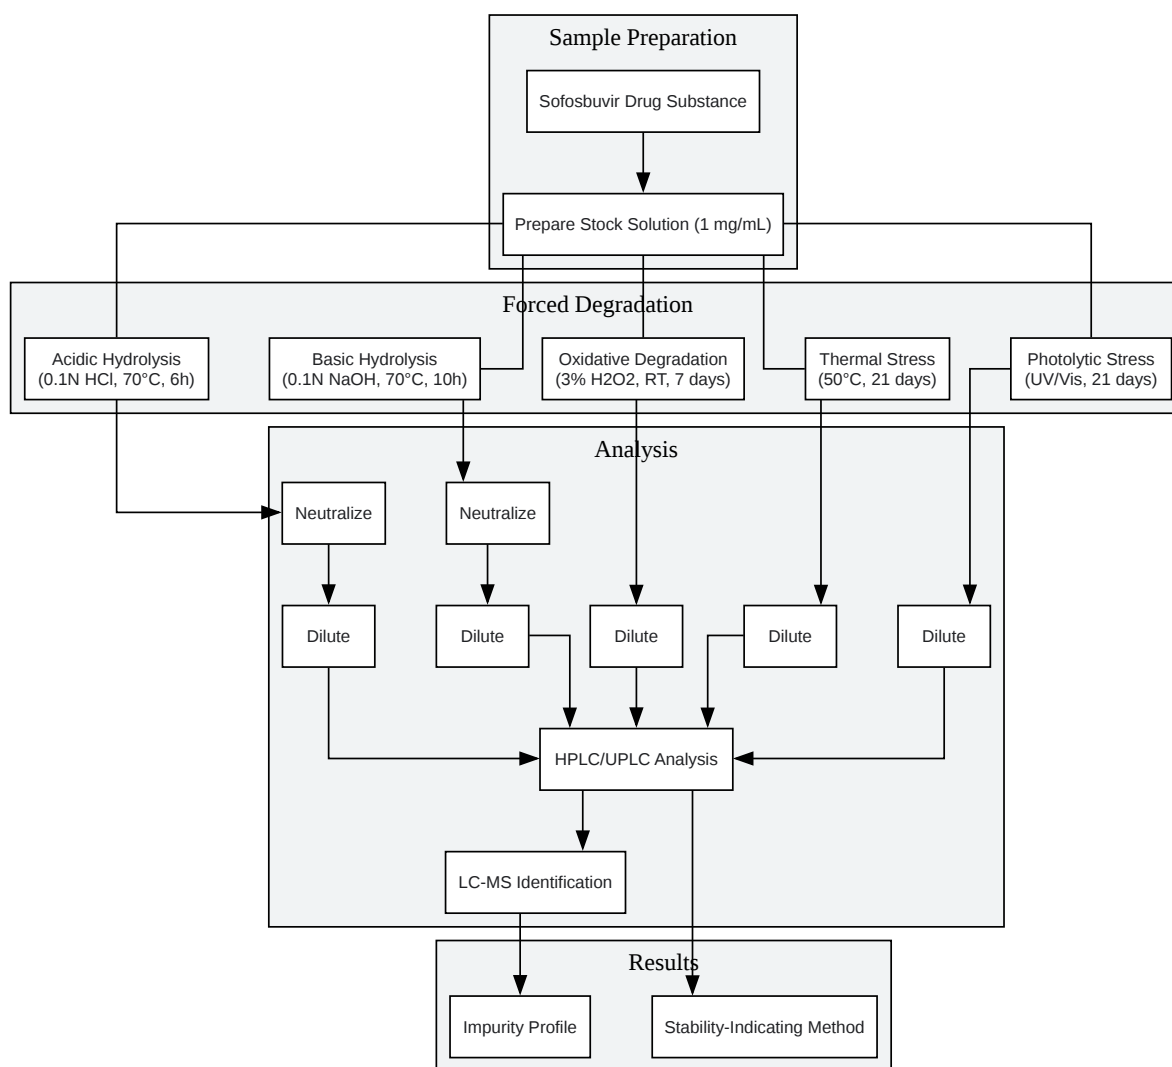 Sample Preparation
Sofosbuvir Drug Substance
Prepare Stock Solution (1 mg/mL)
Forced Degradation
Acidic Hydrolysis
(0.1N HCl, 70°C, 6h)
Basic Hydrolysis
(0.1N NaOH, 70°C, 10h)
Oxidative Degradation
(3% H2O2, RT, 7 days)
Thermal Stress
(50°C, 21 days)
Photolytic Stress
(UV/Vis, 21 days)
Analysis
Neutralize
Neutralize
Dilute
Dilute
Dilute
Dilute
Dilute
HPLC/UPLC Analysis
LC-MS Identification
Results
Impurity Profile
Stability-Indicating Method